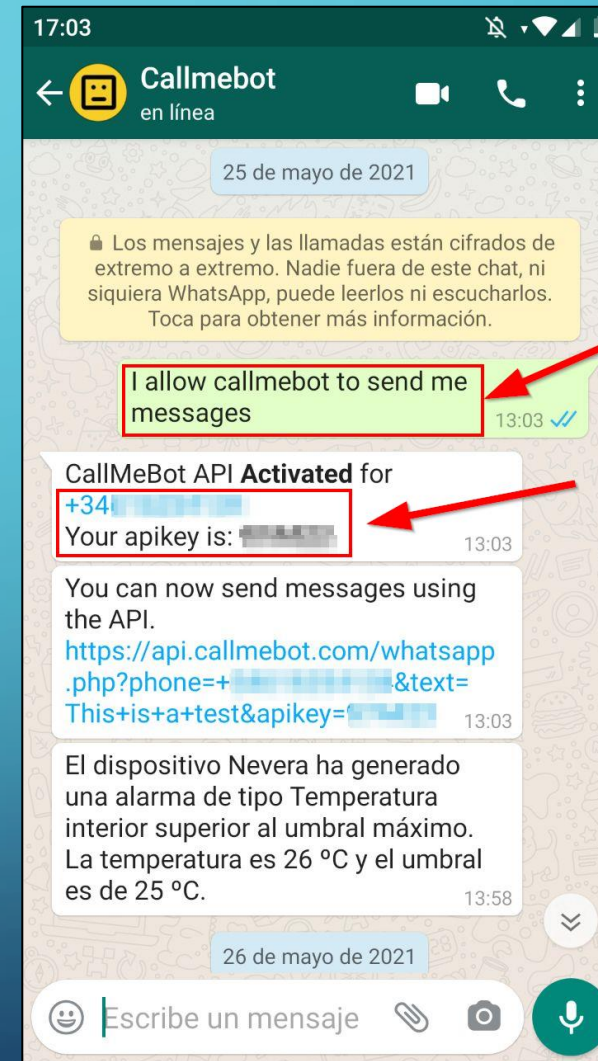 17:03
Callmebot
en línea
25 de mayo de 2021
Los mensajes y las llamadas están cifrados de
extremo a extremo. Nadie fuera de este chat, ni
siquiera WhatsApp, puede leerlos ni escucharlos.
Toca para obtener más información.
I allow callmebot to send me
messages
13:03
CallMeBot API Activated for
+34
Your apikey is:
13:03
You can now send messages using
the API.
https://api.callmebot.com/whatsapp
.php?phone=+ &text=
This+is+a+test&apikey=
13:03
El dispositivo Nevera ha generado
una alarma de tipo Temperatura
interior superior al umbral máximo.
La temperatura es 26 ºC y el umbral
es de 25 ºC.
13:58
26 de mayo de 2021
Escribe un mensaje